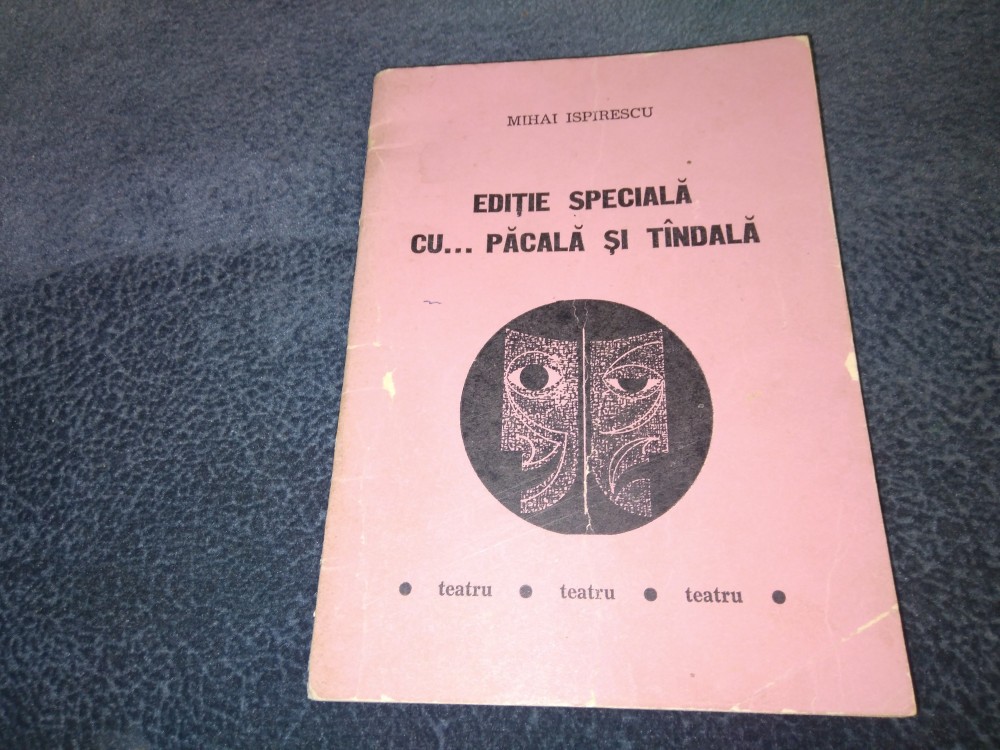 MIHAI ISPIRESCU
EDIȚIE SPECIALĂ
CU... PĂCALĂ ȘI TÎNDALĂ
• teatru • teatru • teatru •